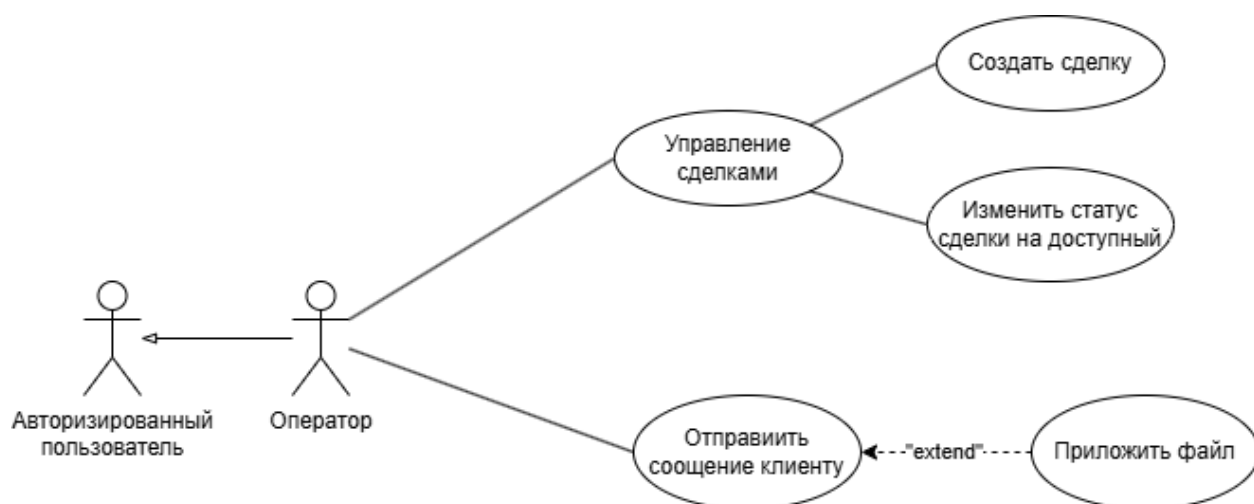 Создать сделку
Управление
сделками
Изменить статус
сделки на доступный
Авторизированный
пользователь
Оператор
Отправиить
соощение клиенту
"extend"
Приложить файл